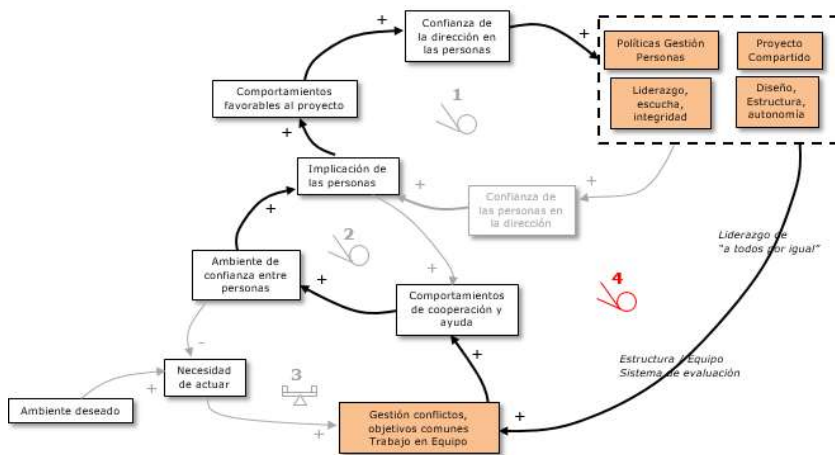 +
Confianza de
la dirección en
las personas
+
Políticas Gestión
Personas
Proyecto
Compartido
Liderazgo,
escucha,
integridad
Diseño,
Estructura,
autonomía
Comportamientos
favorables al proyecto
1
+
Implicación de
las personas
+
Confianza de
las personas en
la dirección
+
+
2
Liderazgo de
"a todos por igual"
Ambiente de
confianza entre
personas
+
+
4
Comportamientos
de cooperación y
ayuda
-
Necesidad
de actuar
+
Estructura / Equipo
Sistema de evaluación
3
+
Ambiente deseado
+
Gestión conflictos,
objetivos comunes
Trabajo en Equipo
+